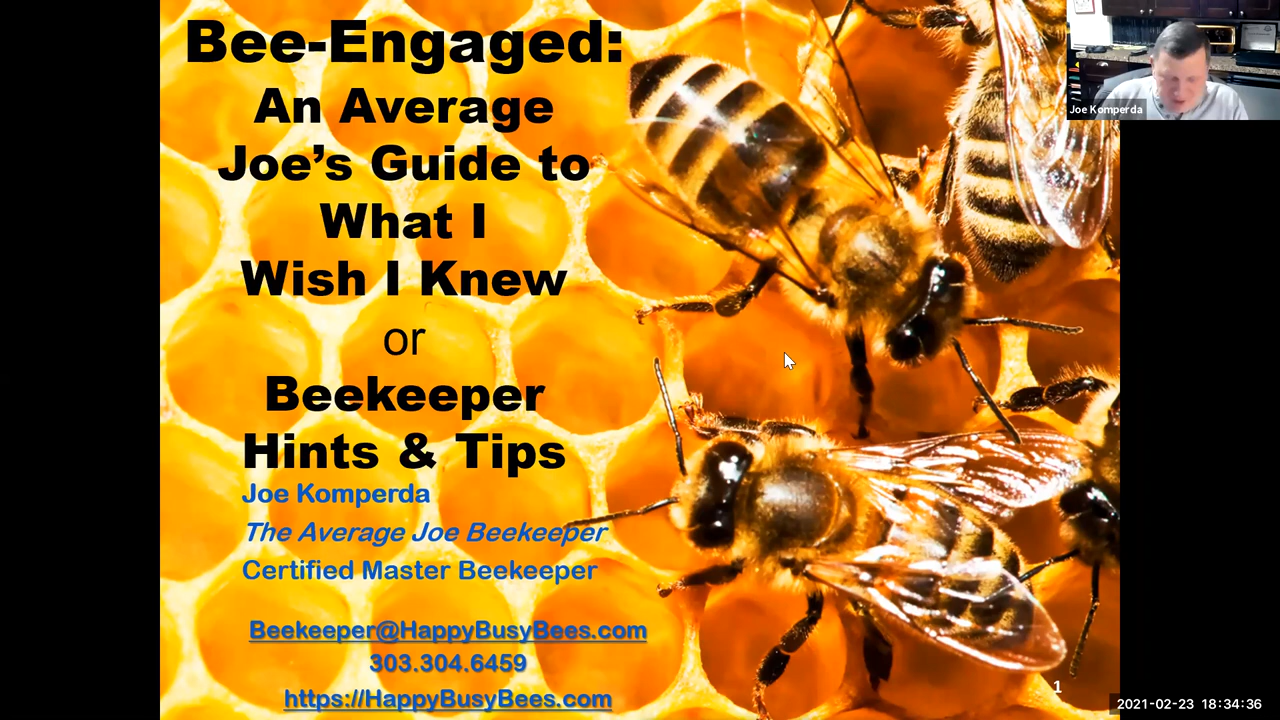 Bee-Engaged:
An Average
Joe’s Guide to
What I
Wish I Knew
or
Beekeeper
Hints & Tips
Joe Komperda
The Average Joe Beekeeper
Certified Master Beekeeper
Beekeeper@HappyBusyBees.com
303.304.6459
https://HappyBusyBees.com
1
Joe Komperda
2021-02-23 18:34:36